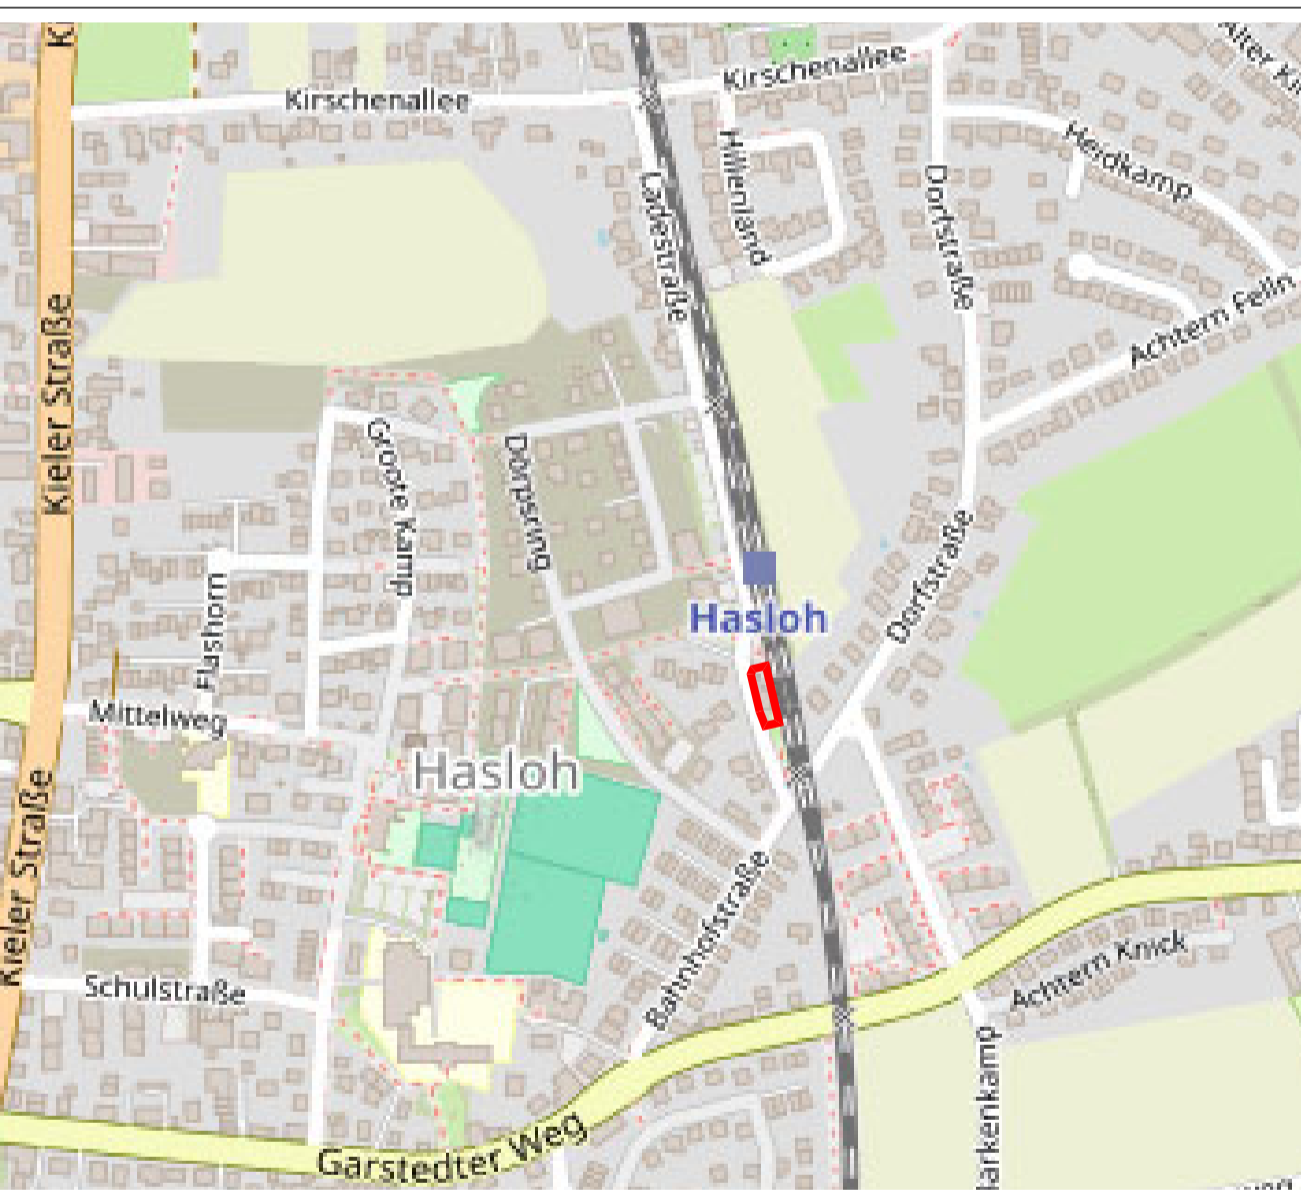 Kirschenallee
Kirschenallee
Heidkamp
Hillenland
Ladestraße
Dorfstraße
Kieler Straße
Achtern Felln
Groote Kamp
Dörpsring
Dorfstraße
Flashorn
Hasloh
Mittelweg
Hasloh
Kieler Straße
Bahnhofstraße
Schulstraße
Achtern Knick
Garstedter Weg